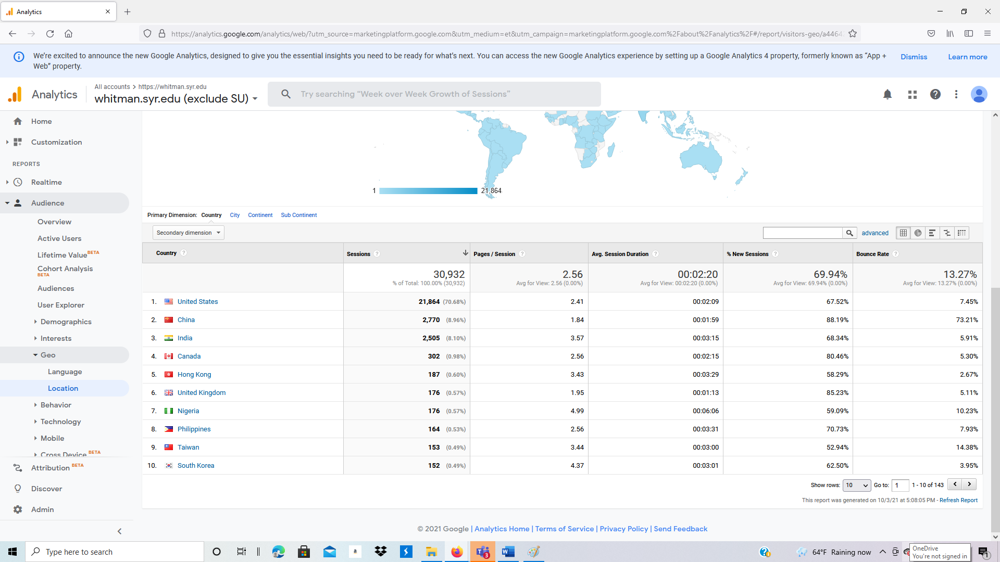 Analytics
https://analytics.google.com/analytics/web/?utm_source=marketingplatform.google.com&utm_medium=et&utm_campaign=marketingplatform.google.com%2Fabout%2Fanalytics%2F#/report/visitors-geo/a4464
We're excited to announce the new Google Analytics, designed to give you the essential insights you need to be ready for what's next. You can access the new Google Analytics experience by setting up a Google Analytics 4 property, formerly known as “App +
Web” property.
Dismiss
Learn more
Analytics
All accounts > https://whitman.syr.edu
whitman.syr.edu (exclude SU)
Try searching “Week over Week Growth of Sessions”
Home
Customization
REPORTS
Realtime
Audience
Overview
Active Users
Lifetime Value BETA
Cohort Analysis
BETA
Audiences
User Explorer
Demographics
Interests
Geo
Language
Location
Behavior
Technology
Mobile
Cross Device BETA
Attribution BETA
Discover
Admin
1 21,864
Primary Dimension: Country City Continent Sub Continent
Secondary dimension
advanced
Country ? Sessions ? Pages / Session ? Avg. Session Duration ? % New Sessions ? Bounce Rate ?
30,932 2.56 00:02:20 69.94% 13.27%
% of Total: 100.00% (30,932) Avg for View: 2.56 (0.00%) Avg for View: 00:02:20 (0.00%) Avg for View: 69.94% (0.00%) Avg for View: 13.27% (0.00%)
1. United States 21,864 (70.68%) 2.41 00:02:09 67.52% 7.45%
2. China 2,770 (8.96%) 1.84 00:01:59 88.19% 73.21%
3. India 2,505 (8.10%) 3.57 00:03:15 68.34% 5.91%
4. Canada 302 (0.98%) 2.56 00:02:15 80.46% 5.30%
5. Hong Kong 187 (0.60%) 3.43 00:03:29 58.29% 2.67%
6. United Kingdom 176 (0.57%) 1.95 00:01:13 85.23% 5.11%
7. Nigeria 176 (0.57%) 4.99 00:06:06 59.09% 10.23%
8. Philippines 164 (0.53%) 2.56 00:03:31 70.73% 7.93%
9. Taiwan 153 (0.49%) 3.44 00:03:00 52.94% 14.38%
10. South Korea 152 (0.49%) 4.37 00:03:01 62.50% 3.95%
Show rows: 10 Go to: 1 1 - 10 of 143
This report was generated on 10/3/21 at 5:08:05 PM - Refresh Report
© 2021 Google | Analytics Home | Terms of Service | Privacy Policy | Send Feedback
Type here to search
a
3
64°F Raining now
OneDrive
You're not signed in
1